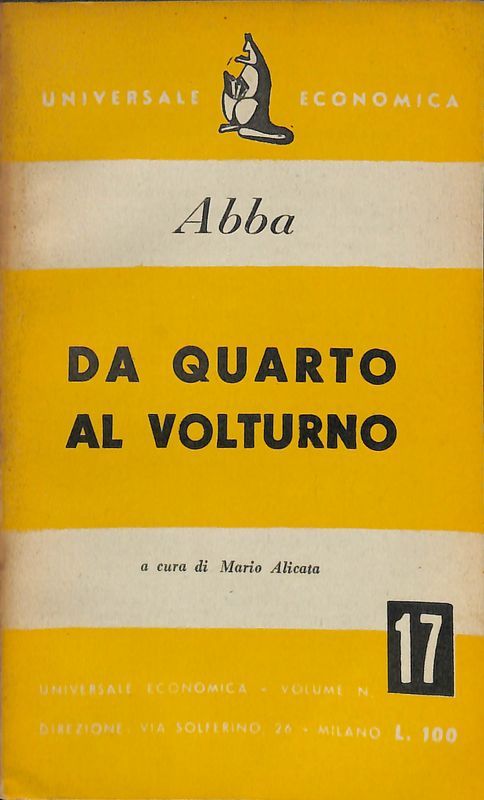 UNIVERSALE ECONOMICA
Abba
DA QUARTO
AL VOLTURNO
a cura di Mario Alicata
17
UNIVERSALE ECONOMICA - VOLUME N.
DIREZIONE: VIA SOLFERINO, 26 - MILANO L. 100